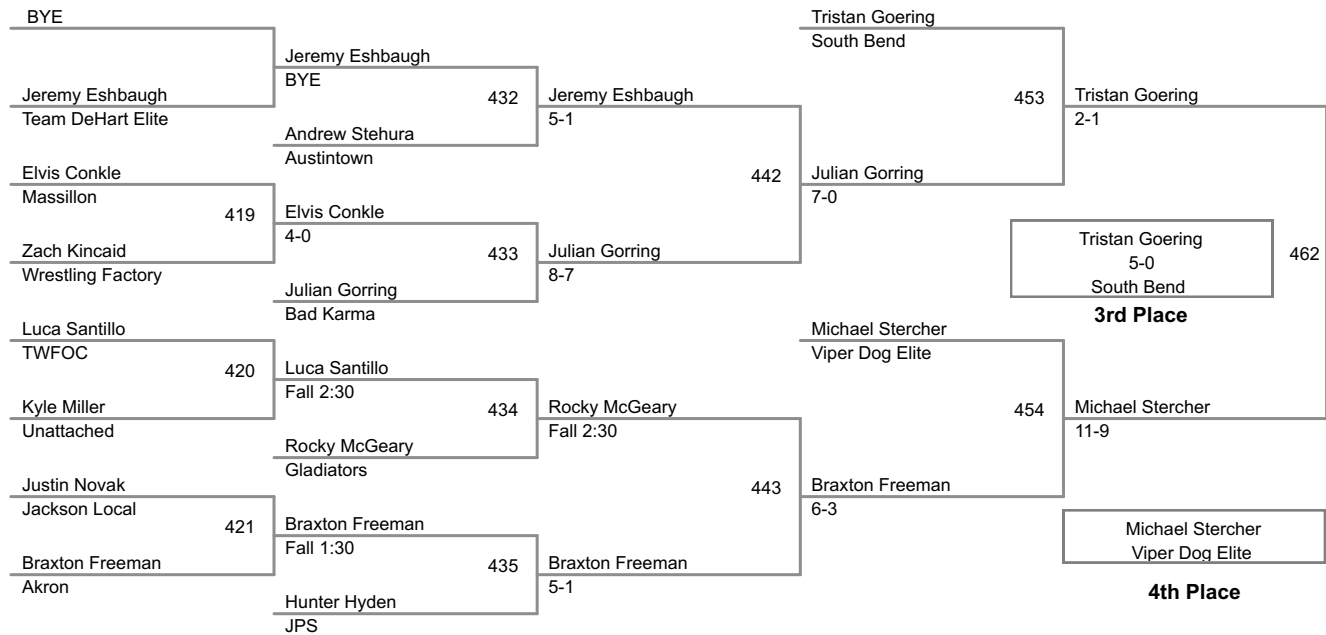 BYE
Jeremy Eshbaugh
Team DeHart Elite
Elvis Conkle
Massillon
419
Zach Kincaid
Wrestling Factory
Luca Santillo
TWFOC
420
Kyle Miller
Unattached
Justin Novak
Jackson Local
421
Braxton Freeman
Akron
Jeremy Eshbaugh
BYE
432
Andrew Stehura
Austintown
Elvis Conkle
4-0
433
Julian Gorring
Bad Karma
Luca Santillo
Fall 2:30
434
Rocky McGeary
Gladiators
Braxton Freeman
Fall 1:30
435
Hunter Hyden
JPS
Jeremy Eshbaugh
5-1
442
Julian Gorring
8-7
Rocky McGeary
Fall 2:30
443
Braxton Freeman
5-1
Tristan Goering
South Bend
453
Julian Gorring
7-0
Michael Stercher
Viper Dog Elite
454
Braxton Freeman
6-3
Tristan Goering
2-1
462
Michael Stercher
11-9
Tristan Goering
5-0
South Bend
3rd Place
Michael Stercher
Viper Dog Elite
4th Place